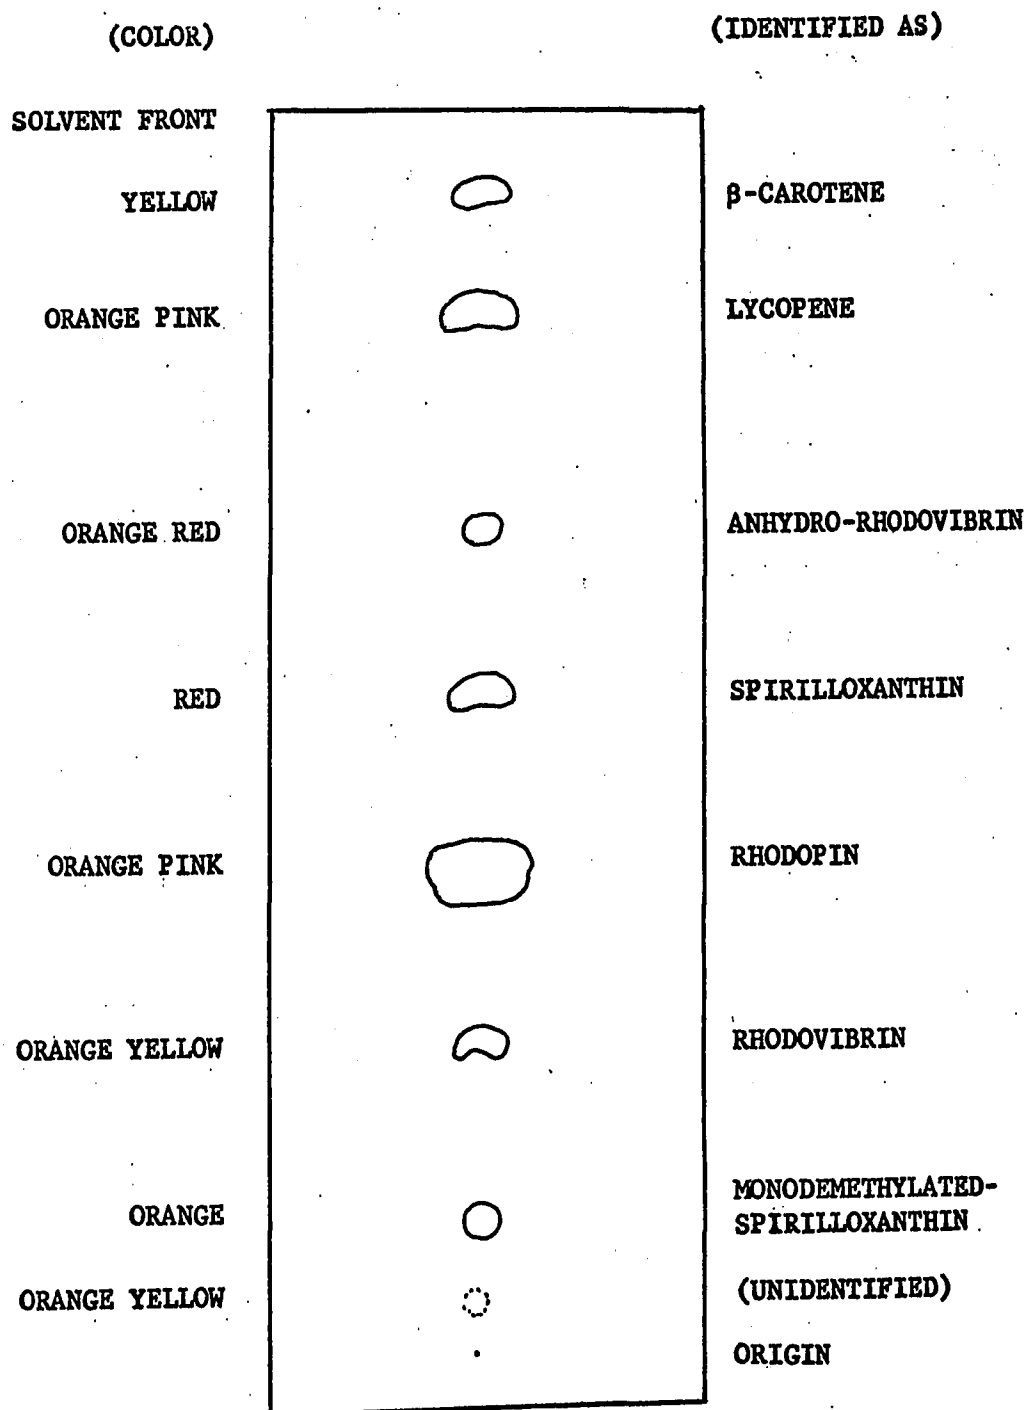 (COLOR) (IDENTIFIED AS)
SOLVENT FRONT
YELLOW β-CAROTENE
ORANGE PINK LYCOPENE
ORANGE RED ANHYDRO-RHODOVIBRIN
RED SPIRILLOXANTHIN
ORANGE PINK RHODOPIN
ORANGE YELLOW RHODOVIBRIN
ORANGE MONODEMETHYLATED-
SPIRILLOXANTHIN
ORANGE YELLOW (UNIDENTIFIED)
ORIGIN